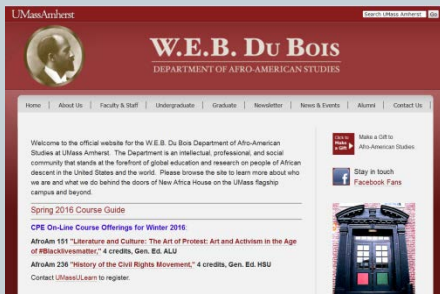 UMassAmherst
Search UMass Amherst Go
W.E.B. DU BOIS
DEPARTMENT OF AFRO-AMERICAN STUDIES
Home | About Us | Faculty & Staff | Undergraduate | Graduate | Newsletter | News & Events | Alumni | Contact Us
Welcome to the official website for the W.E.B. Du Bois Department of Afro-American
Studies at UMass Amherst. The Department is an intellectual, professional, and social
community that stands at the forefront of global education and research on people of African
descent in the United States and the world. Please browse the site to learn more about who
we are and what we do behind the doors of New Africa House on the UMass flagship
campus and beyond.
Spring 2016 Course Guide
CPE On-Line Course Offerings for Winter 2016:
AfroAm 151 "Literature and Culture: The Art of Protest: Art and Activism in the Age
of #Blacklivesmatter," 4 credits, Gen. Ed. ALU
AfroAm 236 "History of the Civil Rights Movement," 4 credits, Gen. Ed. HSU
Contact UMassULearn to register.
Click to
Make
a Gift
Make a Gift to
Afro-American Studies
f
Stay in touch
Facebook Fans